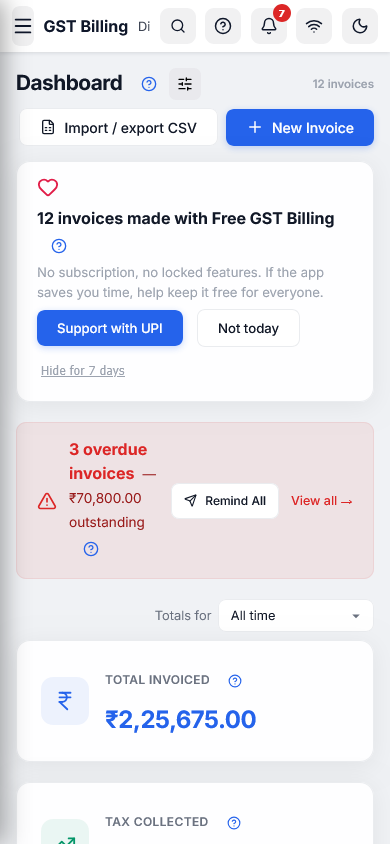 GST Billing Di 7
Dashboard 12 invoices
Import / export CSV New Invoice
12 invoices made with Free GST Billing
No subscription, no locked features. If the app
saves you time, help keep it free for everyone.
Support with UPI Not today
Hide for 7 days
3 overdue
invoices —
₹70,800.00
outstanding
Remind All View all →
Totals for All time
TOTAL INVOICED
₹2,25,675.00
TAX COLLECTED